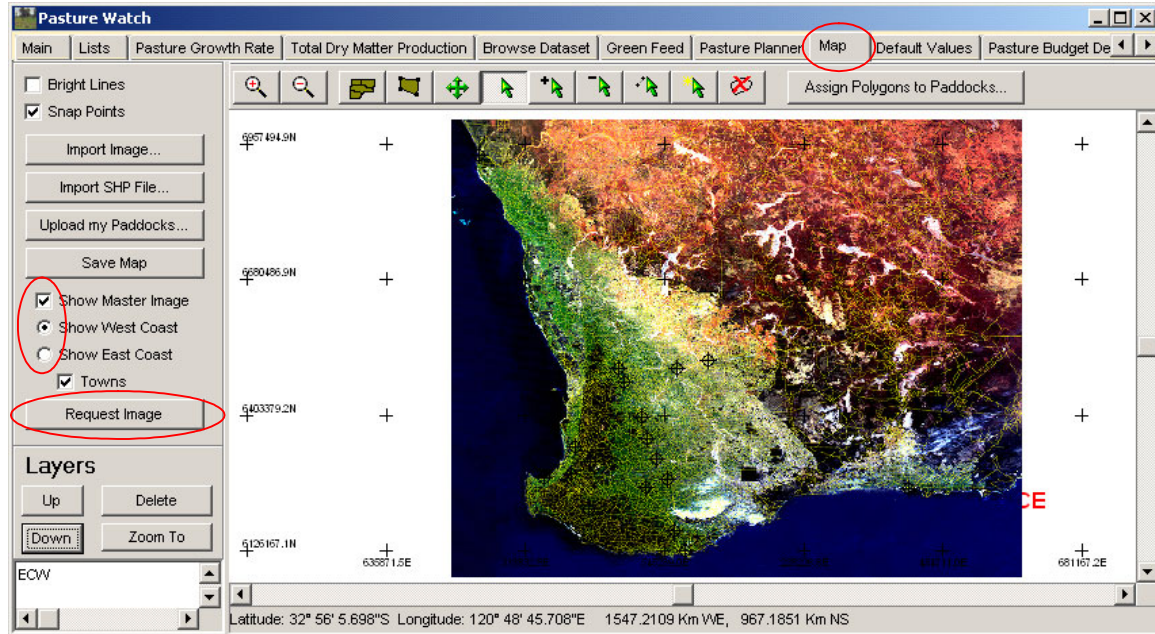 Pasture Watch
Main Lists Pasture Growth Rate Total Dry Matter Production Browse Dataset Green Feed Pasture Planner Map Default Values Pasture Budget De
Bright Lines
Snap Points
Assign Polygons to Paddocks...
Import Image...
Import SHP File...
Upload my Paddocks...
Save Map
Show Master Image
Show West Coast
Show East Coast
Towns
Request Image
Layers
Up Delete
Down Zoom To
ECW
6957494.9N
6680486.9N
6403379.2N
6126167.1N
635871.5E
681167.2E
CE
Latitude: 32° 56' 5.698"S Longitude: 120° 48' 45.708"E 1547.2109 Km WE, 967.1851 Km NS